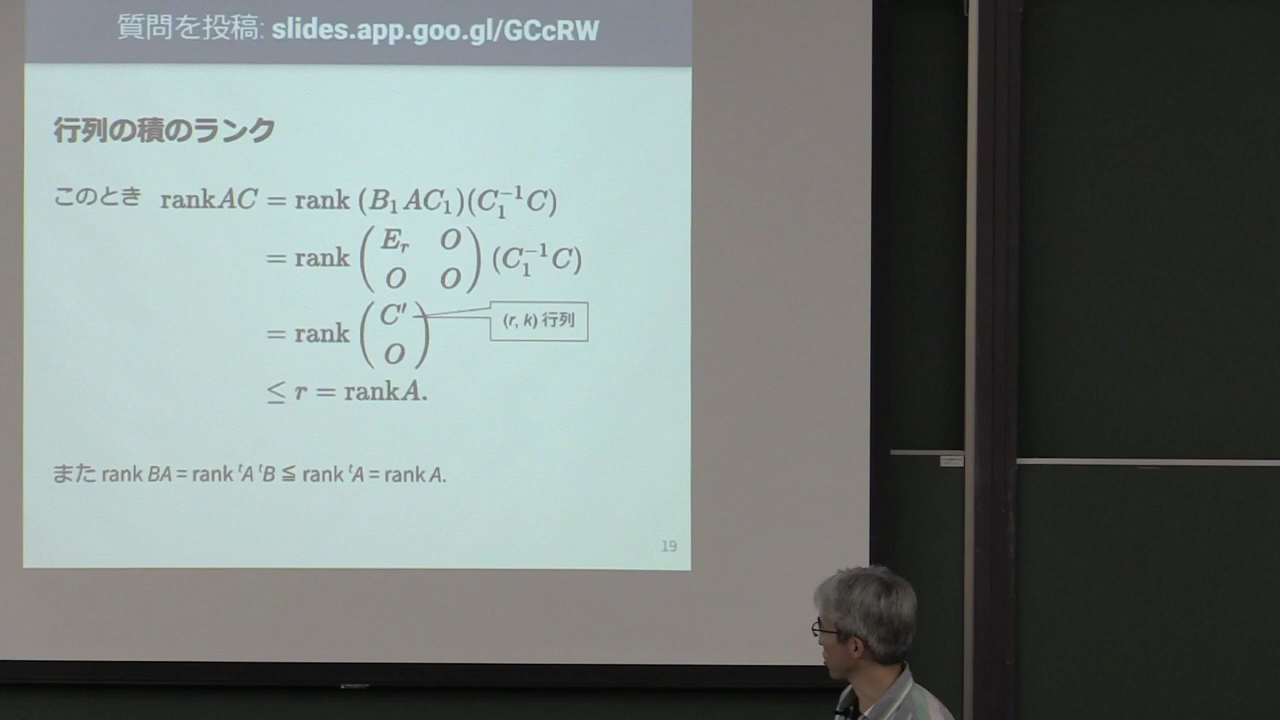 質問を投稿: slides.app.goo.gl/GCcRW
行列の積のランク
このとき rankAC = rank (B₁AC₁)(C₁⁻¹C)
= rank ( E_r O ; O O ) (C₁⁻¹C)
= rank ( C′ ; O )
(r, k) 行列
≤ r = rankA.
また rank BA = rank ᵗA ᵗB ≦ rank ᵗA = rank A.
19